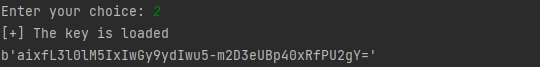 Enter your choice: 2
[+] The key is loaded
b'aixfL3l0lM5IxIwGy9ydIwu5-m2D3eUBp40xRfPU2gY='